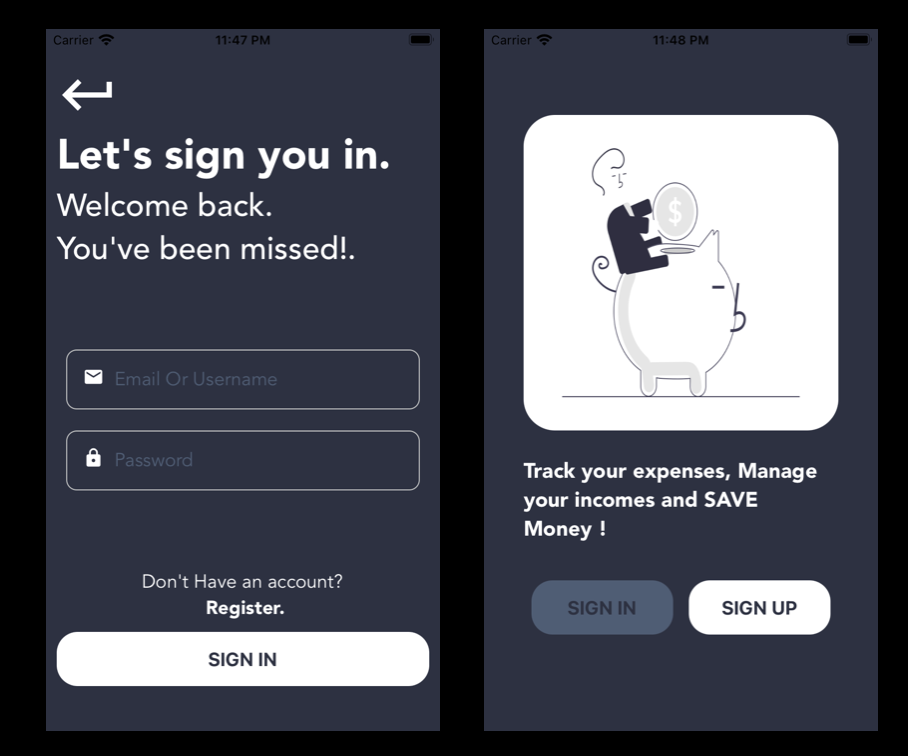 Carrier 11:47 PM
Let's sign you in.
Welcome back.
You've been missed!.
Email Or Username
Password
Don't Have an account?
Register.
SIGN IN
Carrier 11:48 PM
$
Track your expenses, Manage
your incomes and SAVE
Money !
SIGN IN SIGN UP